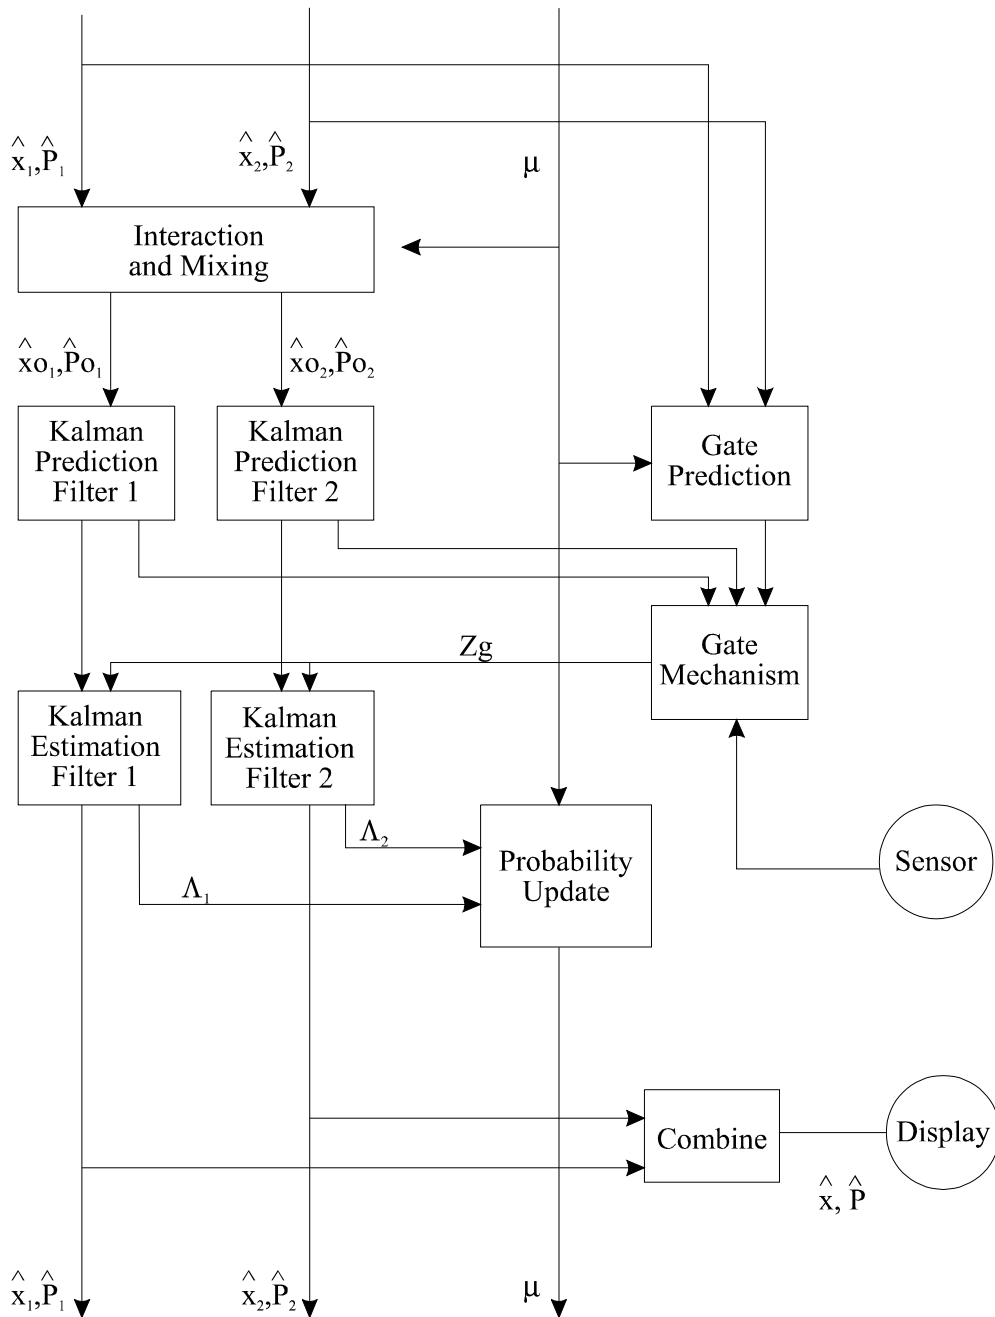 x̂₁,P̂₁
x̂₂,P̂₂
μ
Interaction
and Mixing
x̂o₁,P̂o₁
x̂o₂,P̂o₂
Kalman
Prediction
Filter 1
Kalman
Prediction
Filter 2
Gate
Prediction
Zg
Gate
Mechanism
Kalman
Estimation
Filter 1
Kalman
Estimation
Filter 2
Λ₂
Λ₁
Probability
Update
Sensor
Combine
Display
x̂, P̂
x̂₁,P̂₁
x̂₂,P̂₂
μ